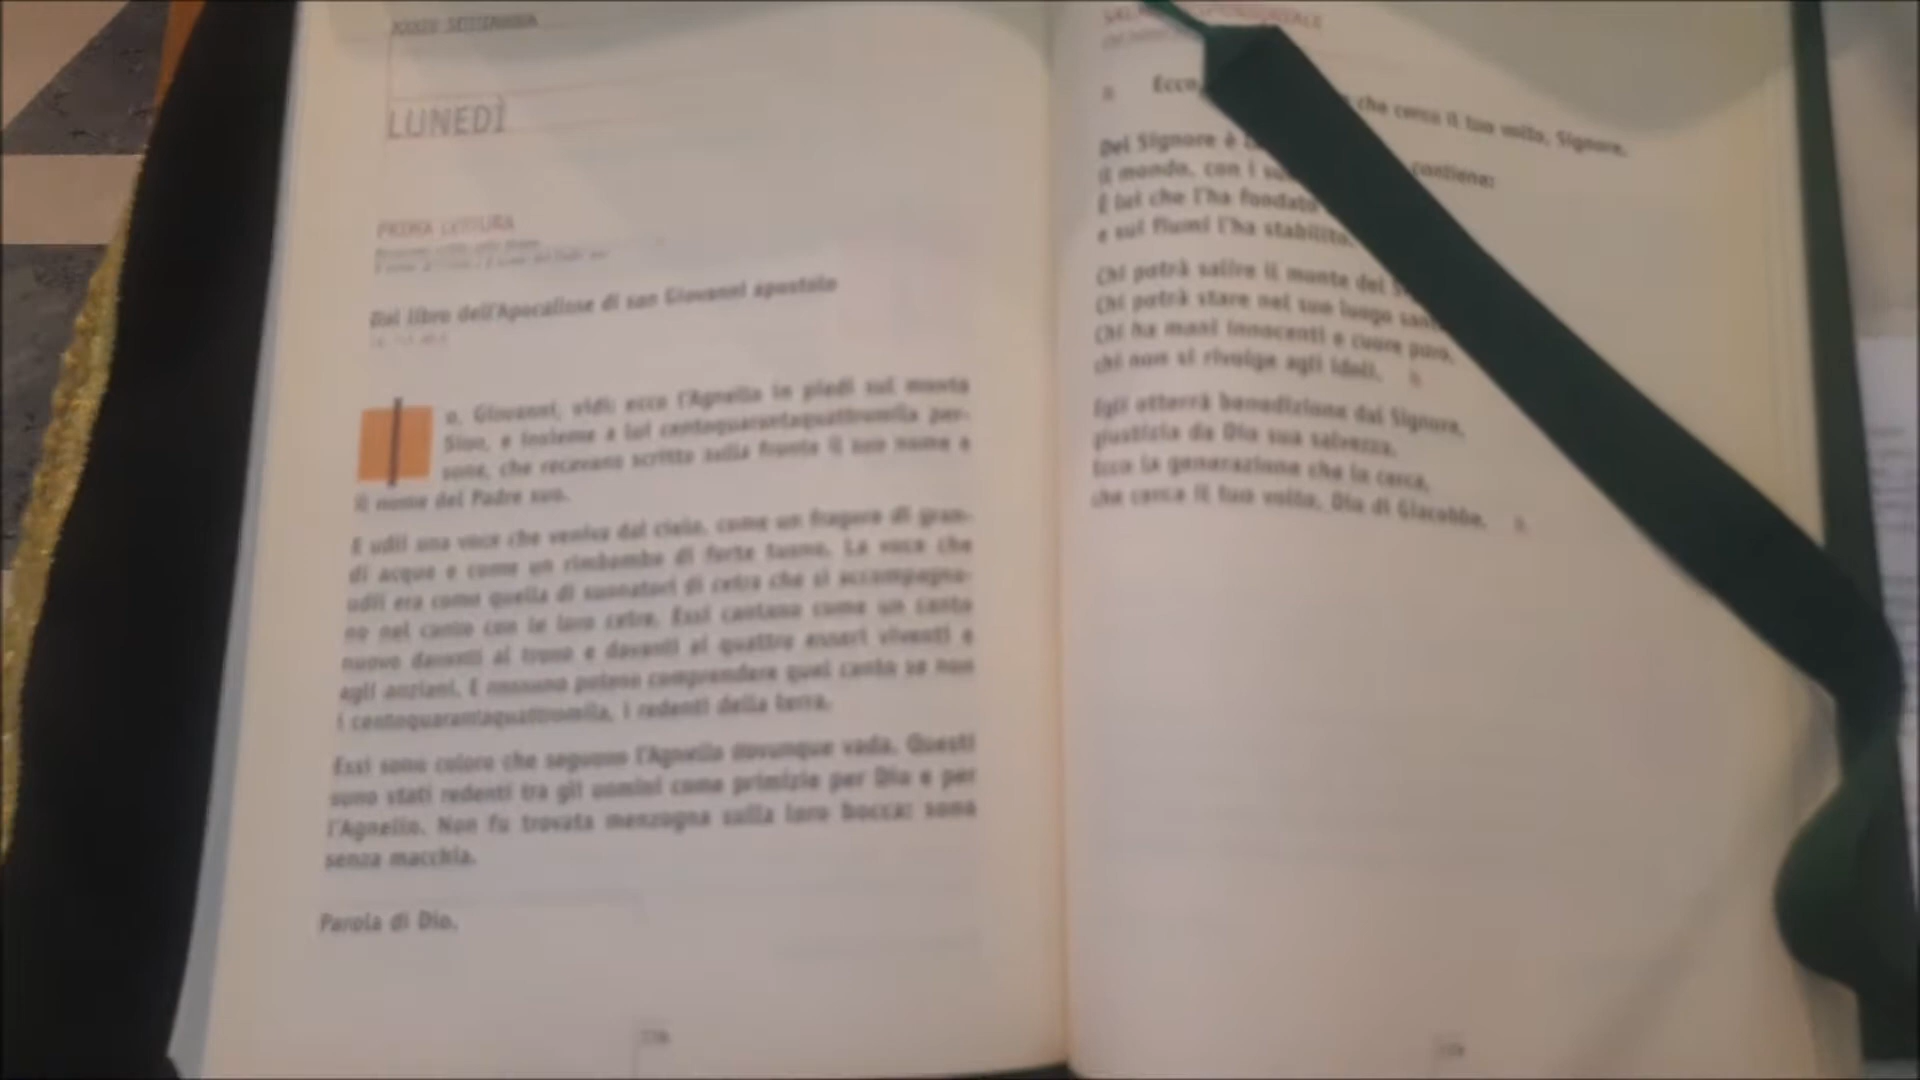 XXXIV SETTIMANA
LUNEDÌ
PRIMA LETTURA
Dal libro dell'Apocalisse di san Giovanni apostolo
Io, Giovanni, vidi: ecco l'Agnello in piedi sul monte
Sion, e insieme a lui centoquarantaquattromila per-
sone, che recavano scritto sulla fronte il suo nome e
il nome del Padre suo.
E udii una voce che veniva dal cielo, come un fragore di gran-
di acque e come un rimbombo di forte tuono. La voce che
udii era come quella di suonatori di cetra che si accompagna-
no nel canto con le loro cetre. Essi cantano come un canto
nuovo davanti al trono e davanti ai quattro esseri viventi e
agli anziani. E nessuno poteva comprendere quel canto se non
i centoquarantaquattromila, i redenti della terra.
Essi sono coloro che seguono l'Agnello dovunque vada. Questi
sono stati redenti tra gli uomini come primizie per Dio e per
l'Agnello. Non fu trovata menzogna sulla loro bocca: sono
senza macchia.
Parola di Dio.
Ecco, che cerca il tuo volto, Signore.
Del Signore è contiene:
il mondo, con i
È lui che l'ha fondato
e sui fiumi l'ha stabilito.
Chi potrà salire il monte del
Chi potrà stare nel suo luogo
Chi ha mani innocenti e cuore puro,
chi non si rivolge agli idoli.
Egli otterrà benedizione dal Signore,
giustizia da Dio sua salvezza.
Ecco la generazione che lo cerca,
che cerca il tuo volto, Dio di Giacobbe.